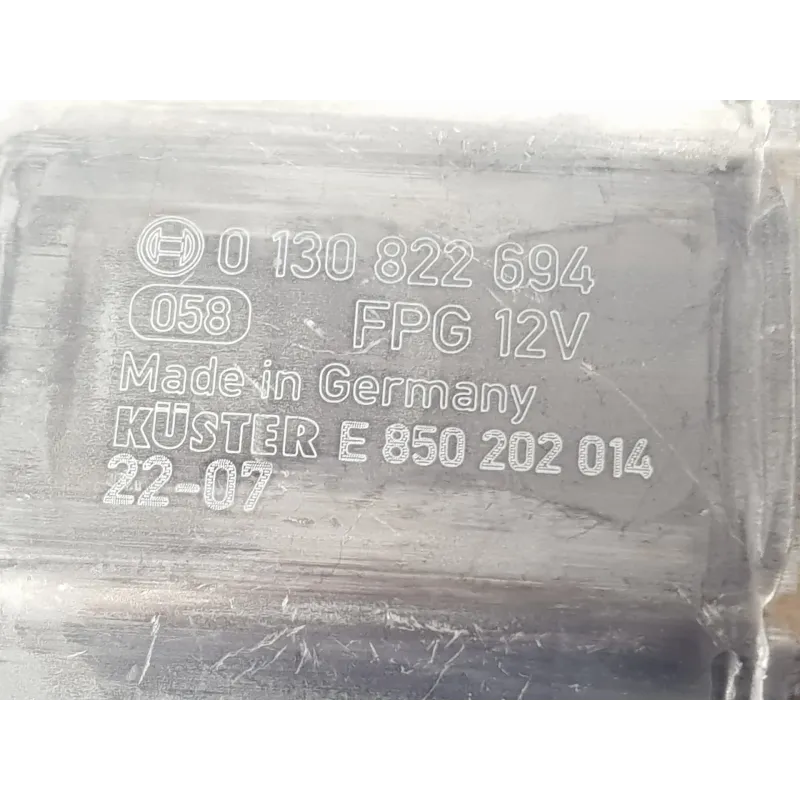 0 130 822 694
058 FPG 12V
Made in Germany
KÜSTER E 850 202 014
22-07